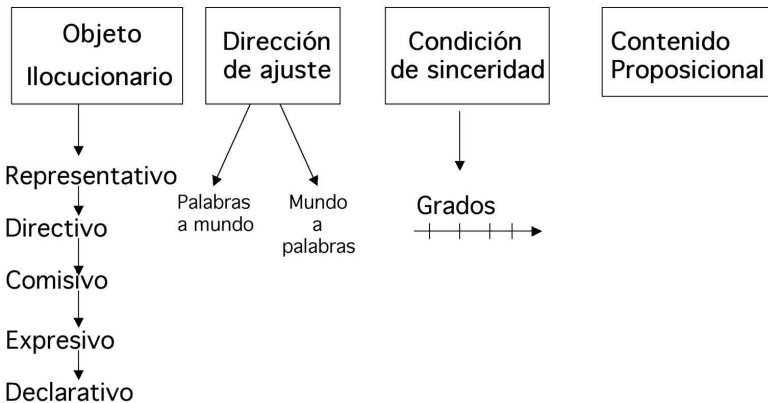 Objeto
Ilocucionario
Dirección
de ajuste
Condición
de sinceridad
Contenido
Proposicional
Representativo
Directivo
Comisivo
Expresivo
Declarativo
Palabras
a mundo
Mundo
a
palabras
Grados